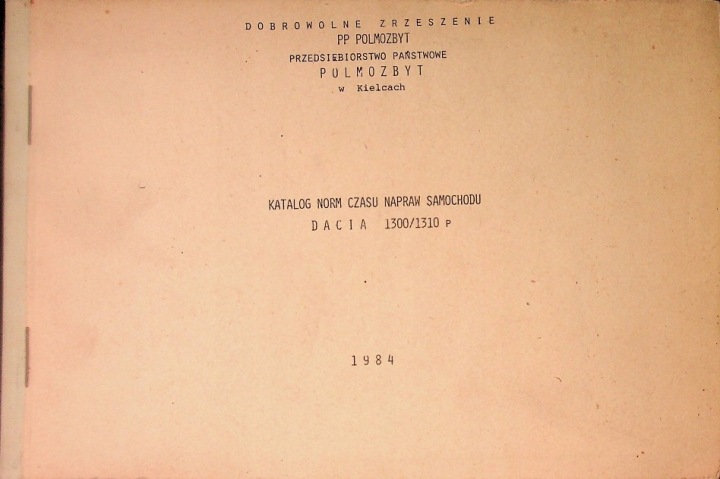 DOBROWOLNE ZRZESZENIE
PP POLMOZBYT
PRZEDSIĘBIORSTWO PAŃSTWOWE
POLMOZBYT
w Kielcach
KATALOG NORM CZASU NAPRAW SAMOCHODU
DACIA 1300/1310 P
1984